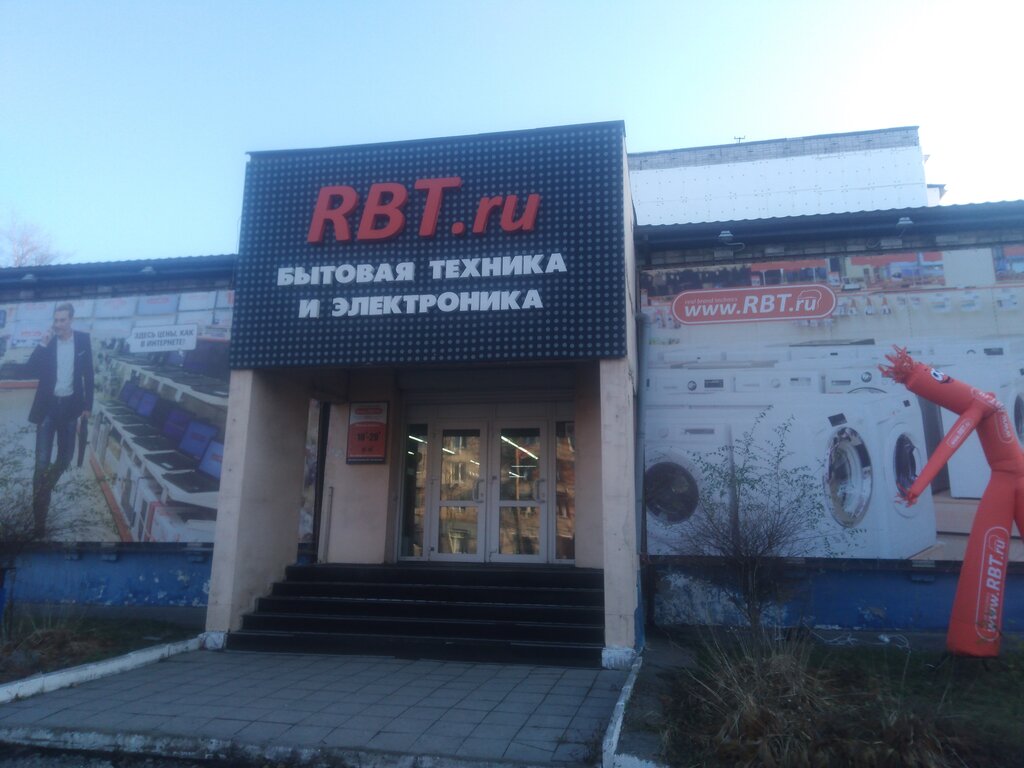 RBT.ru
БЫТОВАЯ ТЕХНИКА
И ЭЛЕКТРОНИКА
ЗДЕСЬ ЦЕНЫ, КАК
В ИНТЕРНЕТЕ!
www.RBT.ru
www.RBT.ru